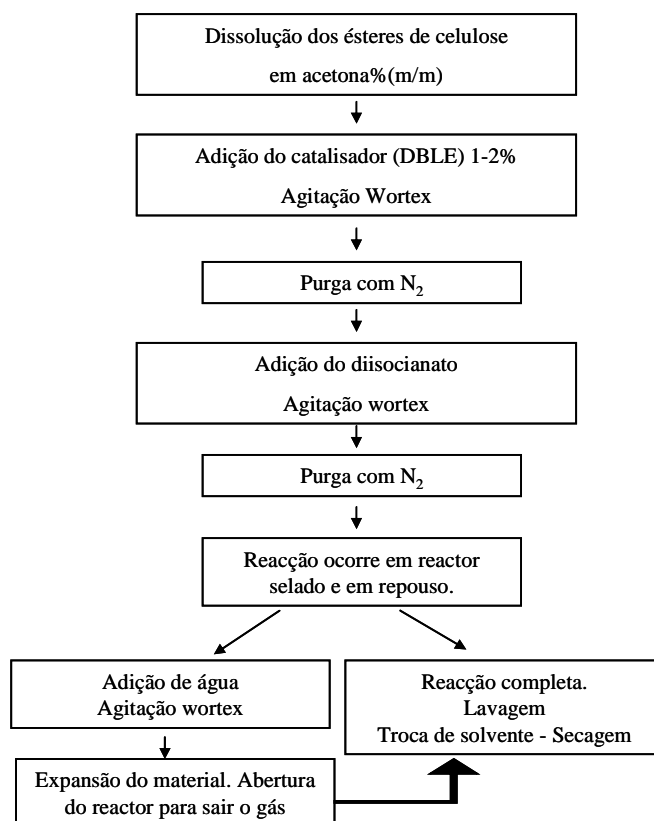 Dissolução dos ésteres de celulose
em acetona%(m/m)
Adição do catalisador (DBLE) 1-2%
Agitação Wortex
Purga com N₂
Adição do diisocianato
Agitação wortex
Purga com N₂
Reacção ocorre em reactor
selado e em repouso.
Adição de água
Agitação wortex
Expansão do material. Abertura
do reactor para sair o gás
Reacção completa.
Lavagem
Troca de solvente - Secagem